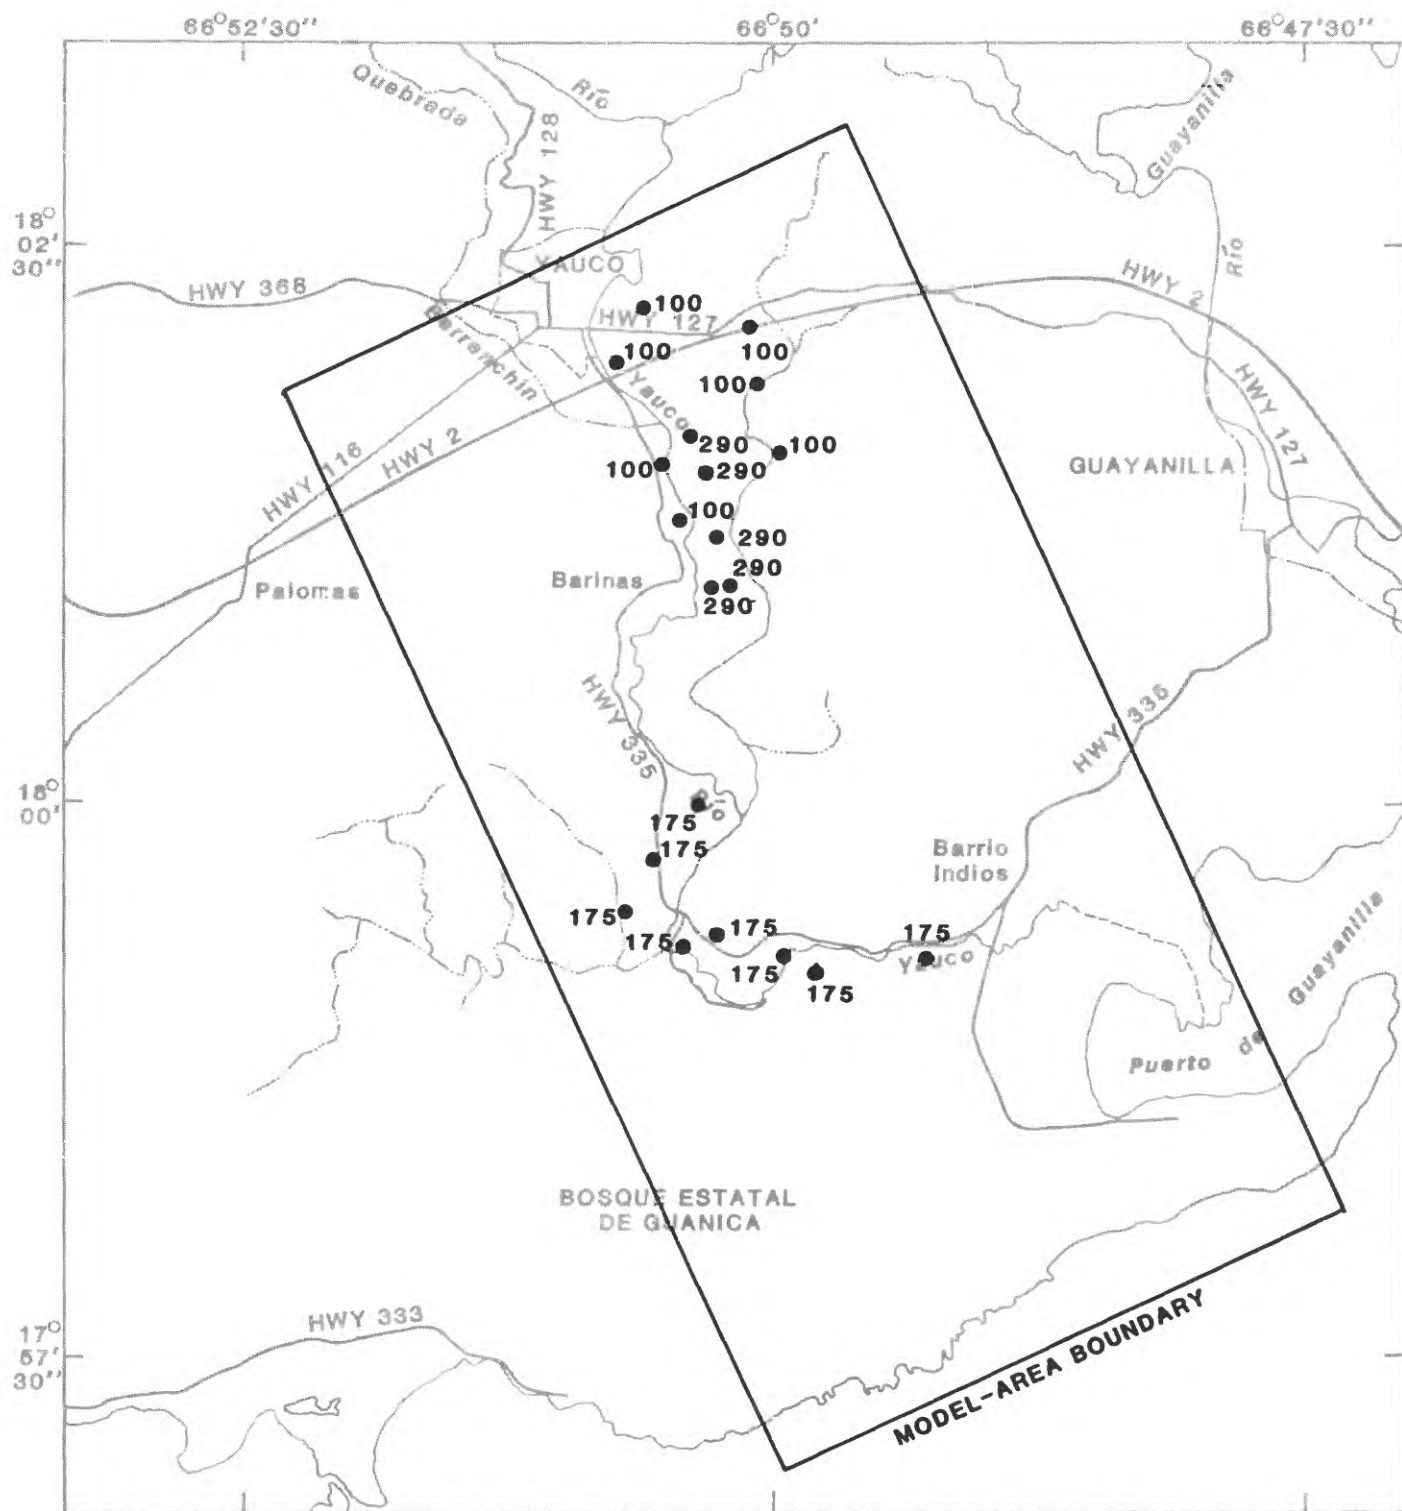 66°52'30"
66°50'
66°47'30"
Quebrada
Río
HWY 128
Guayanilla
18°
02'
30"
YAUCO
Río
HWY 368
HWY 2
Berrenchin
100
HWY 127
100
100
Yauco
100
HWY 127
290
100
HWY 116
HWY 2
100
290
GUAYANILLA
100
290
Barinas
290
Palomas
290
HWY 335
HWY 335
18°
00'
Río
175
175
Barrio
Indios
175
175
175
175
175
Yauco
175
Guayanilla
Puerto de
BOSQUE ESTATAL
DE GUANICA
HWY 333
17°
57'
30"
MODEL-AREA BOUNDARY